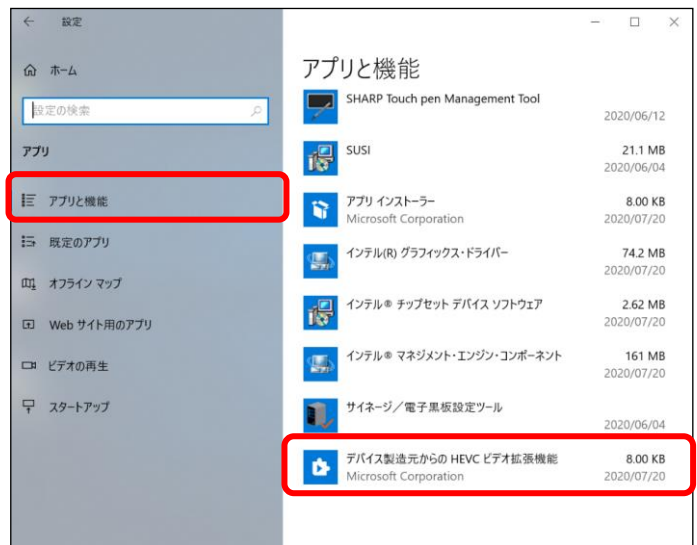 設定
ホーム
設定の検索
アプリ
アプリと機能
既定のアプリ
オフライン マップ
Web サイト用のアプリ
ビデオの再生
スタートアップ
アプリと機能
SHARP Touch pen Management Tool
2020/06/12
SUSI 21.1 MB
2020/06/04
アプリ インストーラー 8.00 KB
Microsoft Corporation 2020/07/20
インテル(R) グラフィックス・ドライバー 74.2 MB
2020/07/20
インテル® チップセット デバイス ソフトウェア 2.62 MB
2020/07/20
インテル® マネジメント・エンジン・コンポーネント 161 MB
2020/07/20
サイネージ／電子黒板設定ツール
2020/06/04
デバイス製造元からの HEVC ビデオ拡張機能 8.00 KB
Microsoft Corporation 2020/07/20